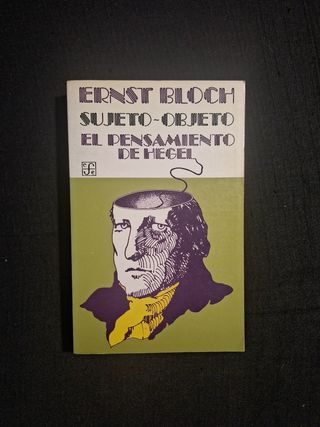 ERNST BLOCH
SUJETO-OBJETO
EL PENSAMIENTO
DE HEGEL